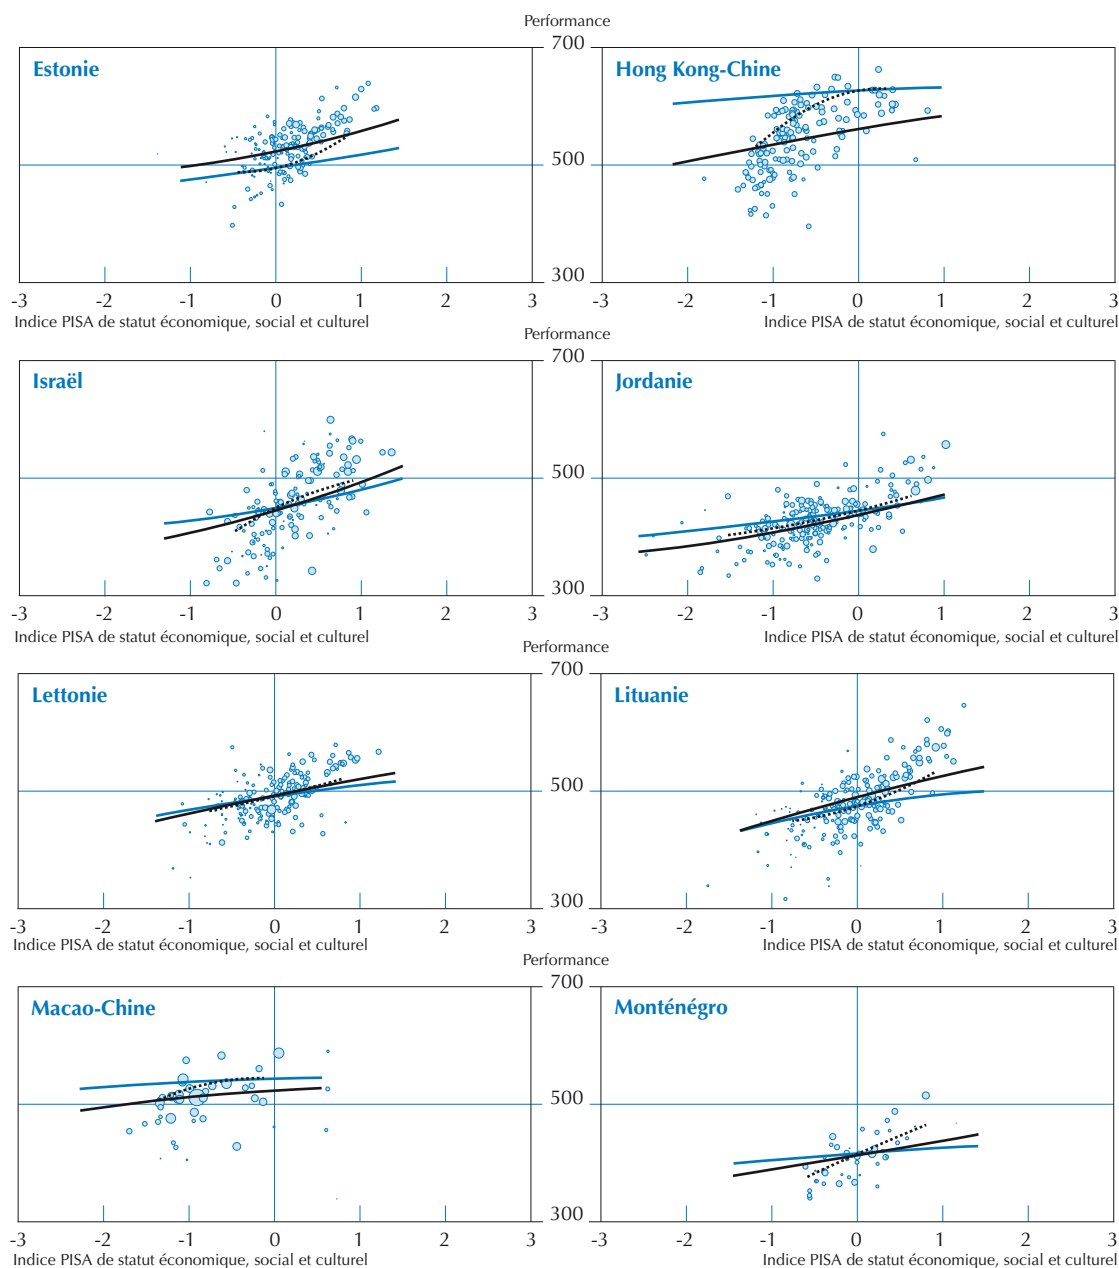 Performance
700
Estonie
Hong Kong-Chine
500
300
-3 -2 -1 0 1 2 3
-3 -2 -1 0 1 2 3
Indice PISA de statut économique, social et culturel
Indice PISA de statut économique, social et culturel
Performance
700
Israël
Jordanie
500
300
-3 -2 -1 0 1 2 3
-3 -2 -1 0 1 2 3
Indice PISA de statut économique, social et culturel
Indice PISA de statut économique, social et culturel
Performance
700
Lettonie
Lituanie
500
300
-3 -2 -1 0 1 2 3
-3 -2 -1 0 1 2 3
Indice PISA de statut économique, social et culturel
Indice PISA de statut économique, social et culturel
Performance
700
Macao-Chine
Monténégro
500
300
-3 -2 -1 0 1 2 3
-3 -2 -1 0 1 2 3
Indice PISA de statut économique, social et culturel
Indice PISA de statut économique, social et culturel